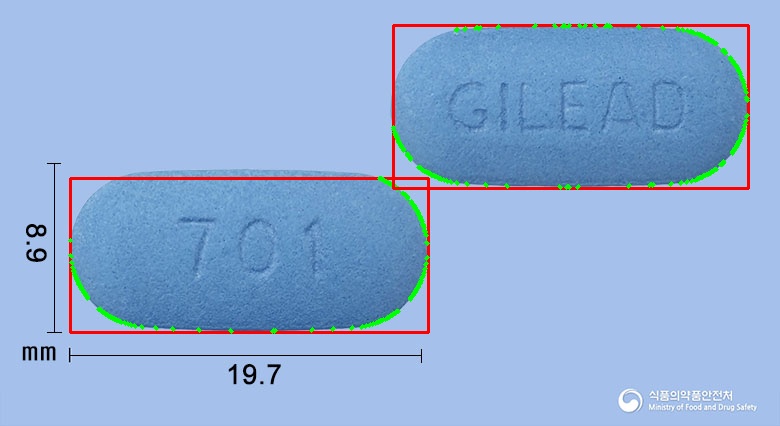 GILEAD
701
8.9
mm
19.7
식품의약품안전처
Ministry of Food and Drug Safety